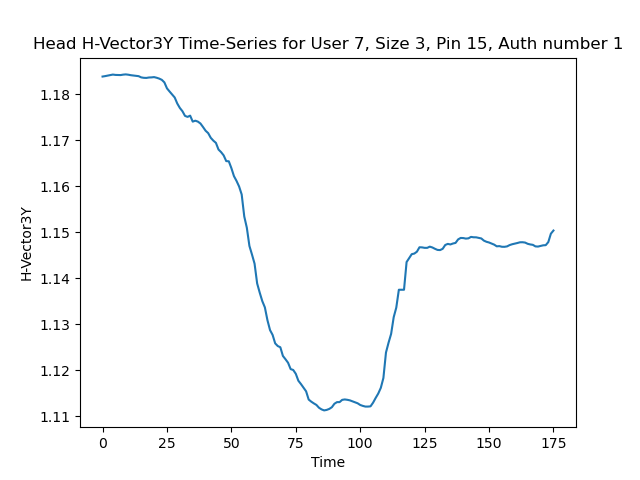 Head H-Vector3Y Time-Series for User 7, Size 3, Pin 15, Auth number 1
1.18
1.17
1.16
1.15
1.14
1.13
1.12
1.11
H-Vector3Y
0 25 50 75 100 125 150 175
Time